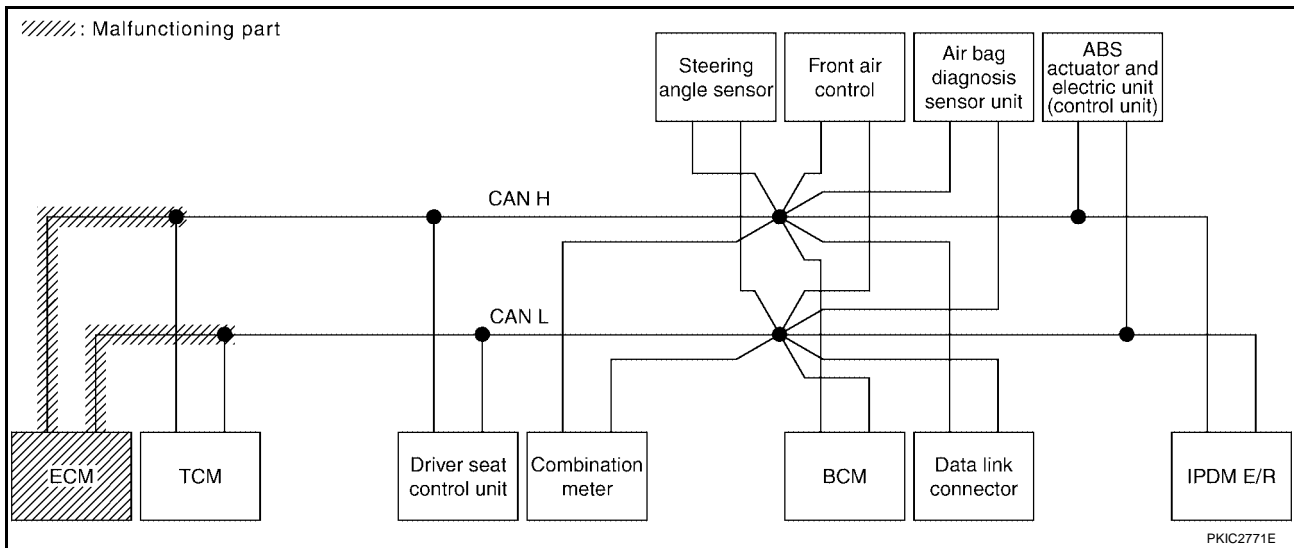 : Malfunctioning part
Steering
angle sensor
Front air
control
Air bag
diagnosis
sensor unit
ABS
actuator and
electric unit
(control unit)
CAN H
CAN L
ECM
TCM
Driver seat
control unit
Combination
meter
BCM
Data link
connector
IPDM E/R
PKIC2771E